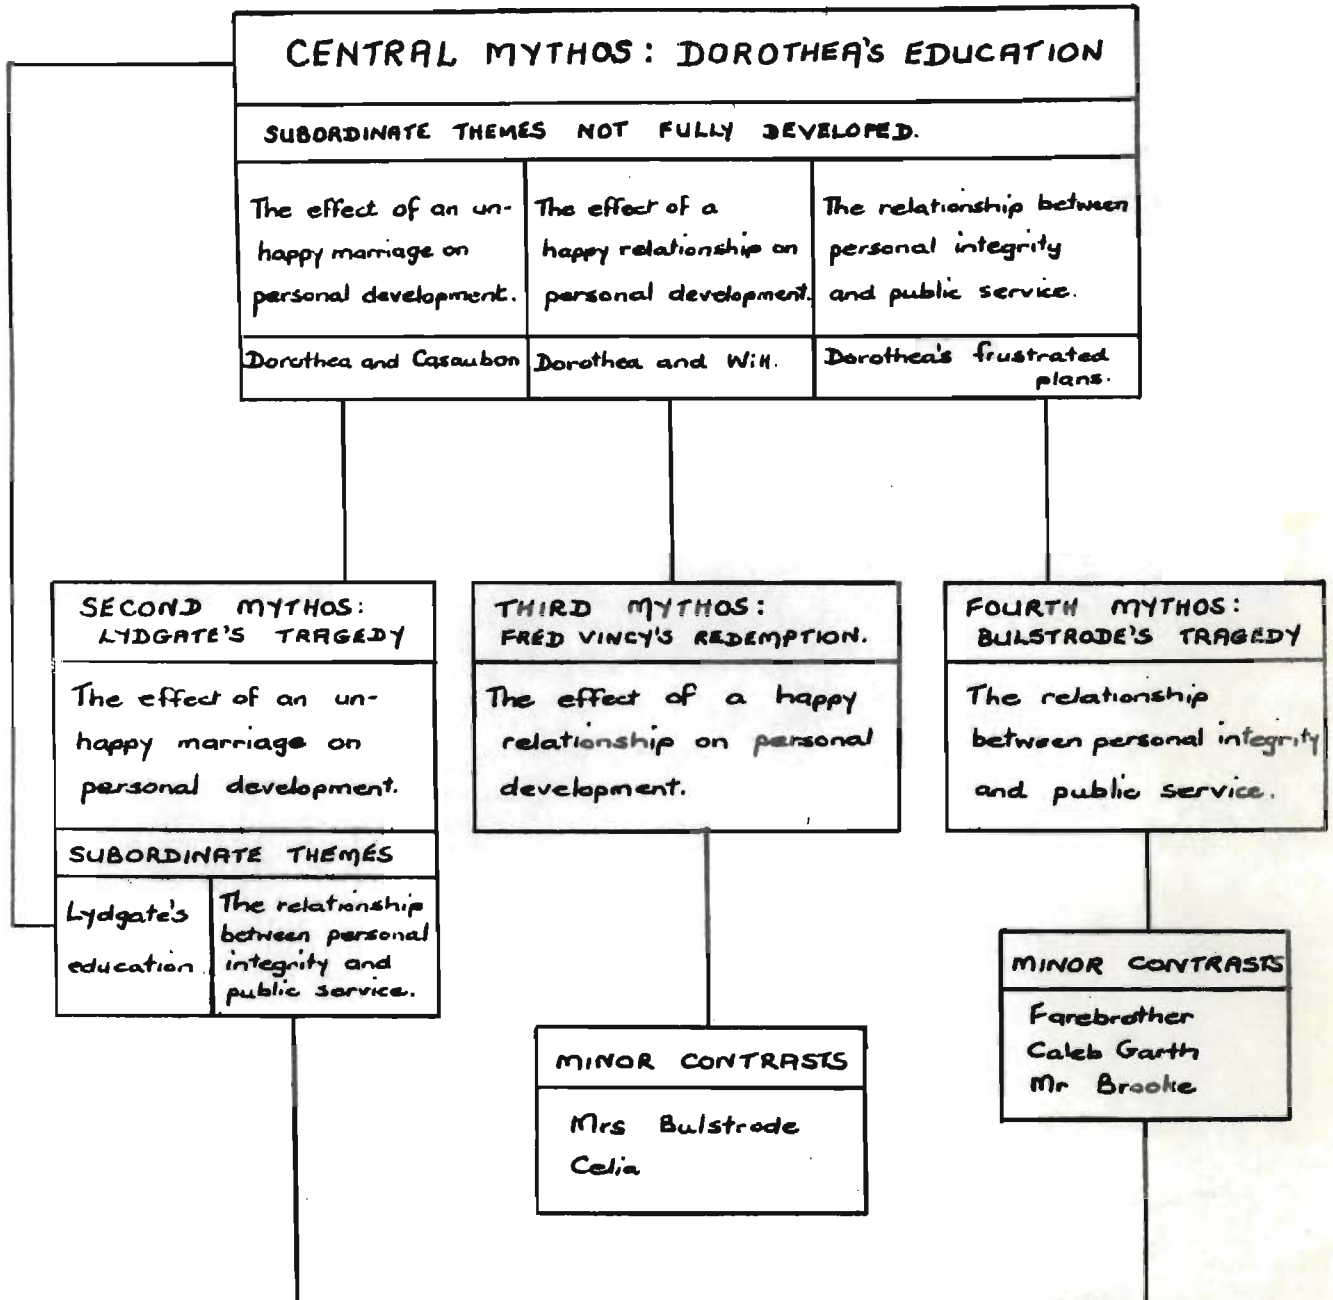 CENTRAL MYTHOS: DOROTHEA'S EDUCATION
SUBORDINATE THEMES NOT FULLY DEVELOPED.
The effect of an un-
happy marriage on
personal development.
Dorothea and Casaubon
The effect of a
happy relationship on
personal development.
Dorothea and Will.
The relationship between
personal integrity
and public service.
Dorothea's frustrated
plans.
SECOND MYTHOS:
LYDGATE'S TRAGEDY
The effect of an un-
happy marriage on
personal development.
SUBORDINATE THEMES
Lydgate's
education
The relationship
between personal
integrity and
public service.
THIRD MYTHOS:
FRED VINCY'S REDEMPTION.
The effect of a happy
relationship on personal
development.
MINOR CONTRASTS
Mrs Bulstrode
Celia
FOURTH MYTHOS:
BULSTRODE'S TRAGEDY
The relationship
between personal integrity
and public service.
MINOR CONTRASTS
Farebrother
Caleb Garth
Mr Brooke